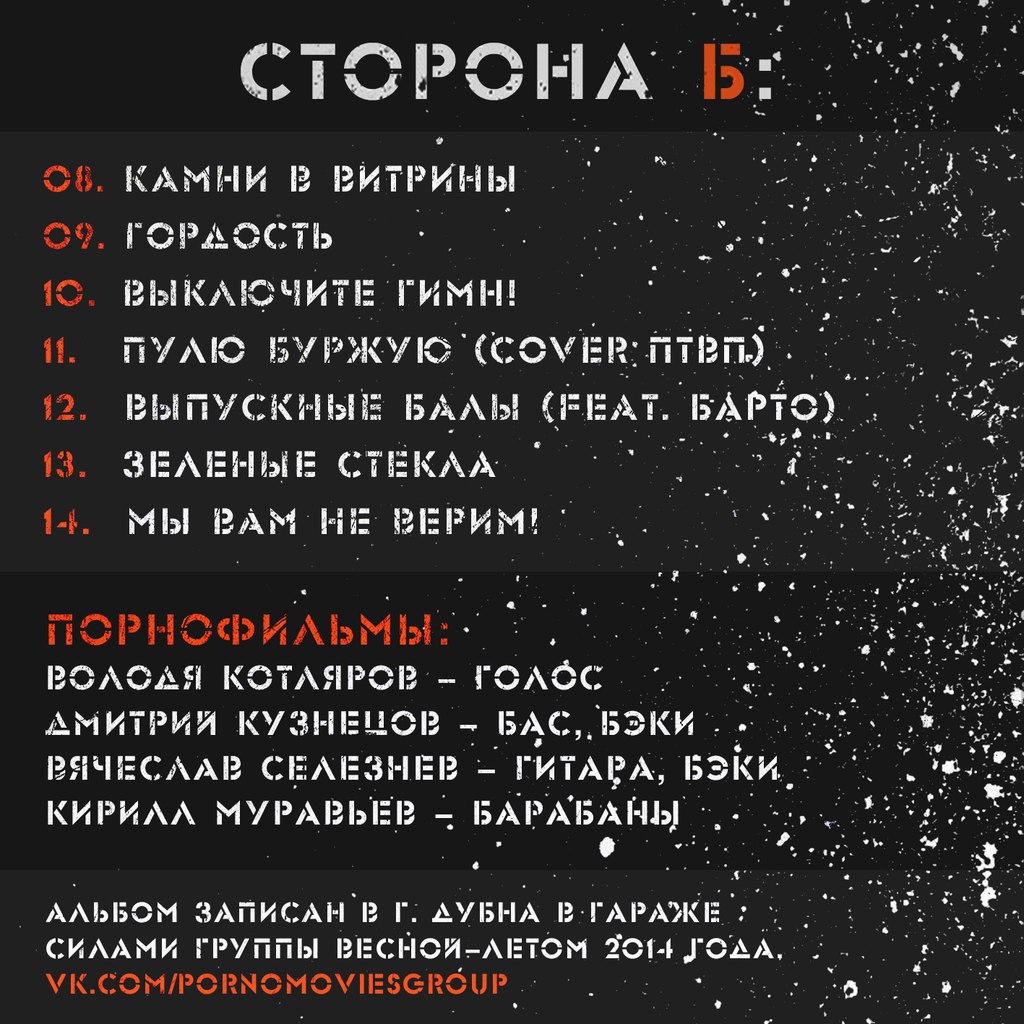 СТОРОНА Б:
08. КАМНИ В ВИТРИНЫ
09. ГОРДОСТЬ
10. ВЫКЛЮЧИТЕ ГИМН!
11. ПУЛЮ БУРЖУЮ (COVER ПТВП)
12. ВЫПУСКНЫЕ БАЛЫ (FEAT. БАРТО)
13. ЗЕЛЕНЫЕ СТЕКЛА
14. МЫ ВАМ НЕ ВЕРИМ!
ПОРНОФИЛЬМЫ:
ВОЛОДЯ КОТЛЯРОВ – ГОЛОС
ДМИТРИЙ КУЗНЕЦОВ – БАС, БЭКИ
ВЯЧЕСЛАВ СЕЛЕЗНЕВ – ГИТАРА, БЭКИ
КИРИЛЛ МУРАВЬЕВ – БАРАБАНЫ
АЛЬБОМ ЗАПИСАН В Г. ДУБНА В ГАРАЖЕ
СИЛАМИ ГРУППЫ ВЕСНОЙ-ЛЕТОМ 2014 ГОДА.
VK.COM/PORNOMOVIESGROUP